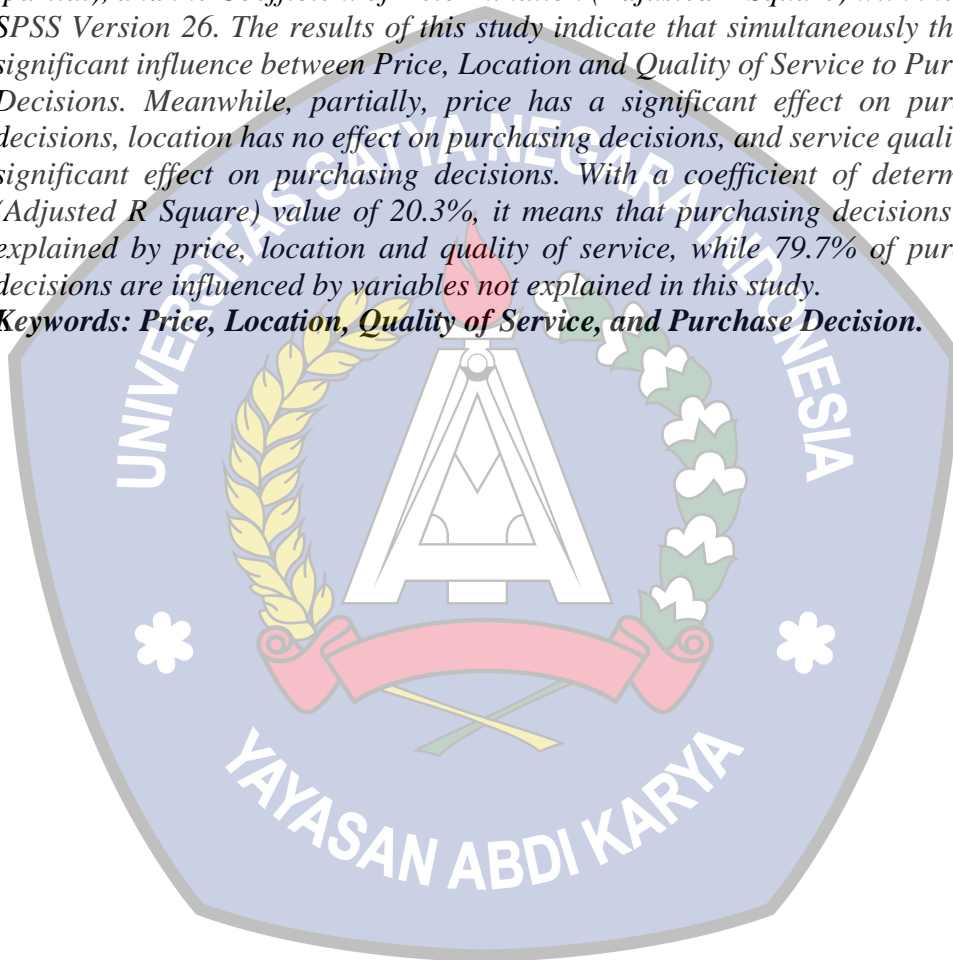 SPSS Version 26. The results of this study indicate that simultaneously th
significant influence between Price, Location and Quality of Service to Pur
Decisions. Meanwhile, partially, price has a significant effect on pur
decisions, location has no effect on purchasing decisions, and service quali
significant effect on purchasing decisions. With a coefficient of determ
(Adjusted R Square) value of 20.3%, it means that purchasing decisions
explained by price, location and quality of service, while 79.7% of pur
decisions are influenced by variables not explained in this study.
Keywords: Price, Location, Quality of Service, and Purchase Decision.
UNIVERSITAS SATYA NEGARA INDONESIA
YAYASAN ABDI KARYA